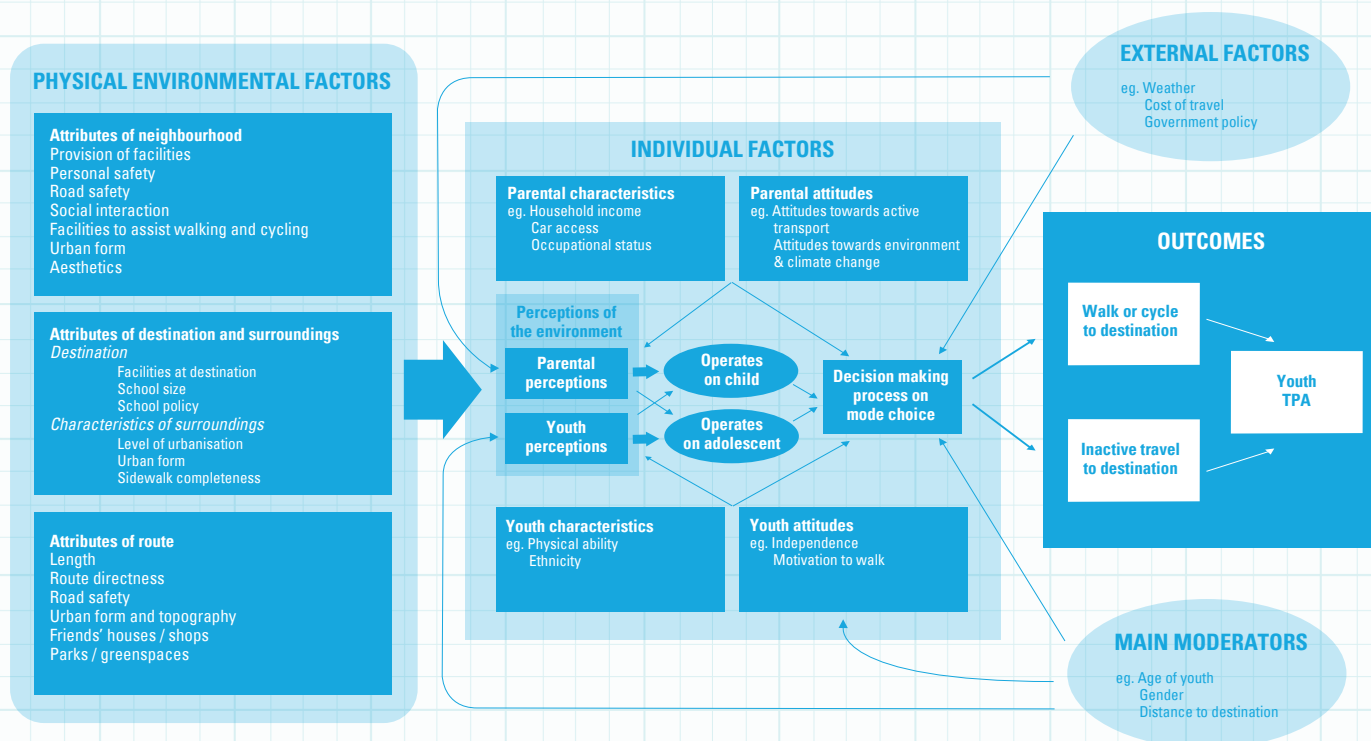 PHYSICAL ENVIRONMENTAL FACTORS
Attributes of neighbourhood
Provision of facilities
Personal safety
Road safety
Social interaction
Facilities to assist walking and cycling
Urban form
Aesthetics
Attributes of destination and surroundings
Destination
Facilities at destination
School size
School policy
Characteristics of surroundings
Level of urbanisation
Urban form
Sidewalk completeness
Attributes of route
Length
Route directness
Road safety
Urban form and topography
Friends' houses / shops
Parks / greenspaces
INDIVIDUAL FACTORS
Parental characteristics
eg. Household income
Car access
Occupational status
Parental attitudes
eg. Attitudes towards active
transport
Attitudes towards environment
& climate change
Perceptions of
the environment
Parental
perceptions
Youth
perceptions
Operates
on child
Operates
on adolescent
Decision making
process on
mode choice
Youth characteristics
eg. Physical ability
Ethnicity
Youth attitudes
eg. Independence
Motivation to walk
EXTERNAL FACTORS
eg. Weather
Cost of travel
Government policy
OUTCOMES
Walk or cycle
to destination
Inactive travel
to destination
Youth
TPA
MAIN MODERATORS
eg. Age of youth
Gender
Distance to destination